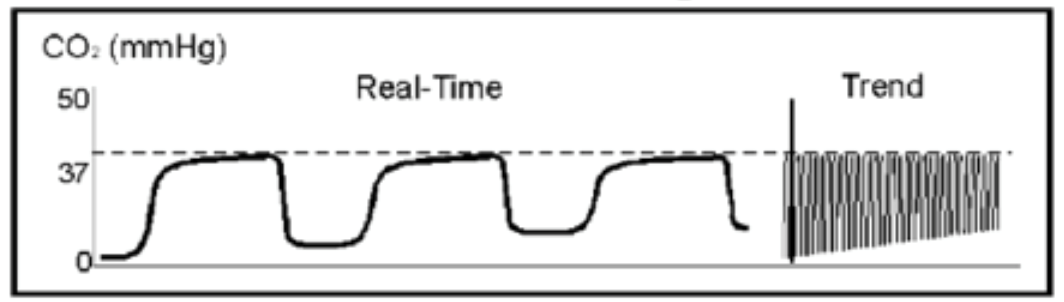 CO₂ (mmHg)
Real-Time
Trend
50
37
0